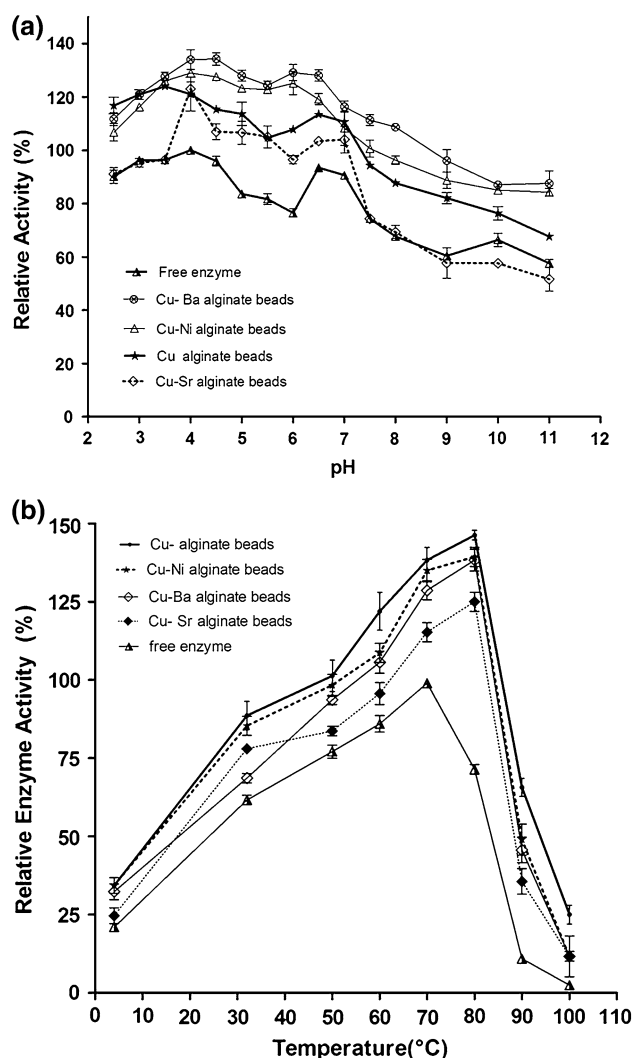 (a)
140
120
100
80
60
40
20
0
Relative Activity (%)
Free enzyme
Cu- Ba alginate beads
Cu-Ni alginate beads
Cu alginate beads
Cu-Sr alginate beads
2 3 4 5 6 7 8 9 10 11 12
pH
(b)
150
125
100
75
50
25
0
Relative Enzyme Activity (%)
Cu- alginate beads
Cu-Ni alginate beads
Cu-Ba alginate beads
Cu- Sr alginate beads
free enzyme
0 10 20 30 40 50 60 70 80 90 100 110
Temperature(°C)